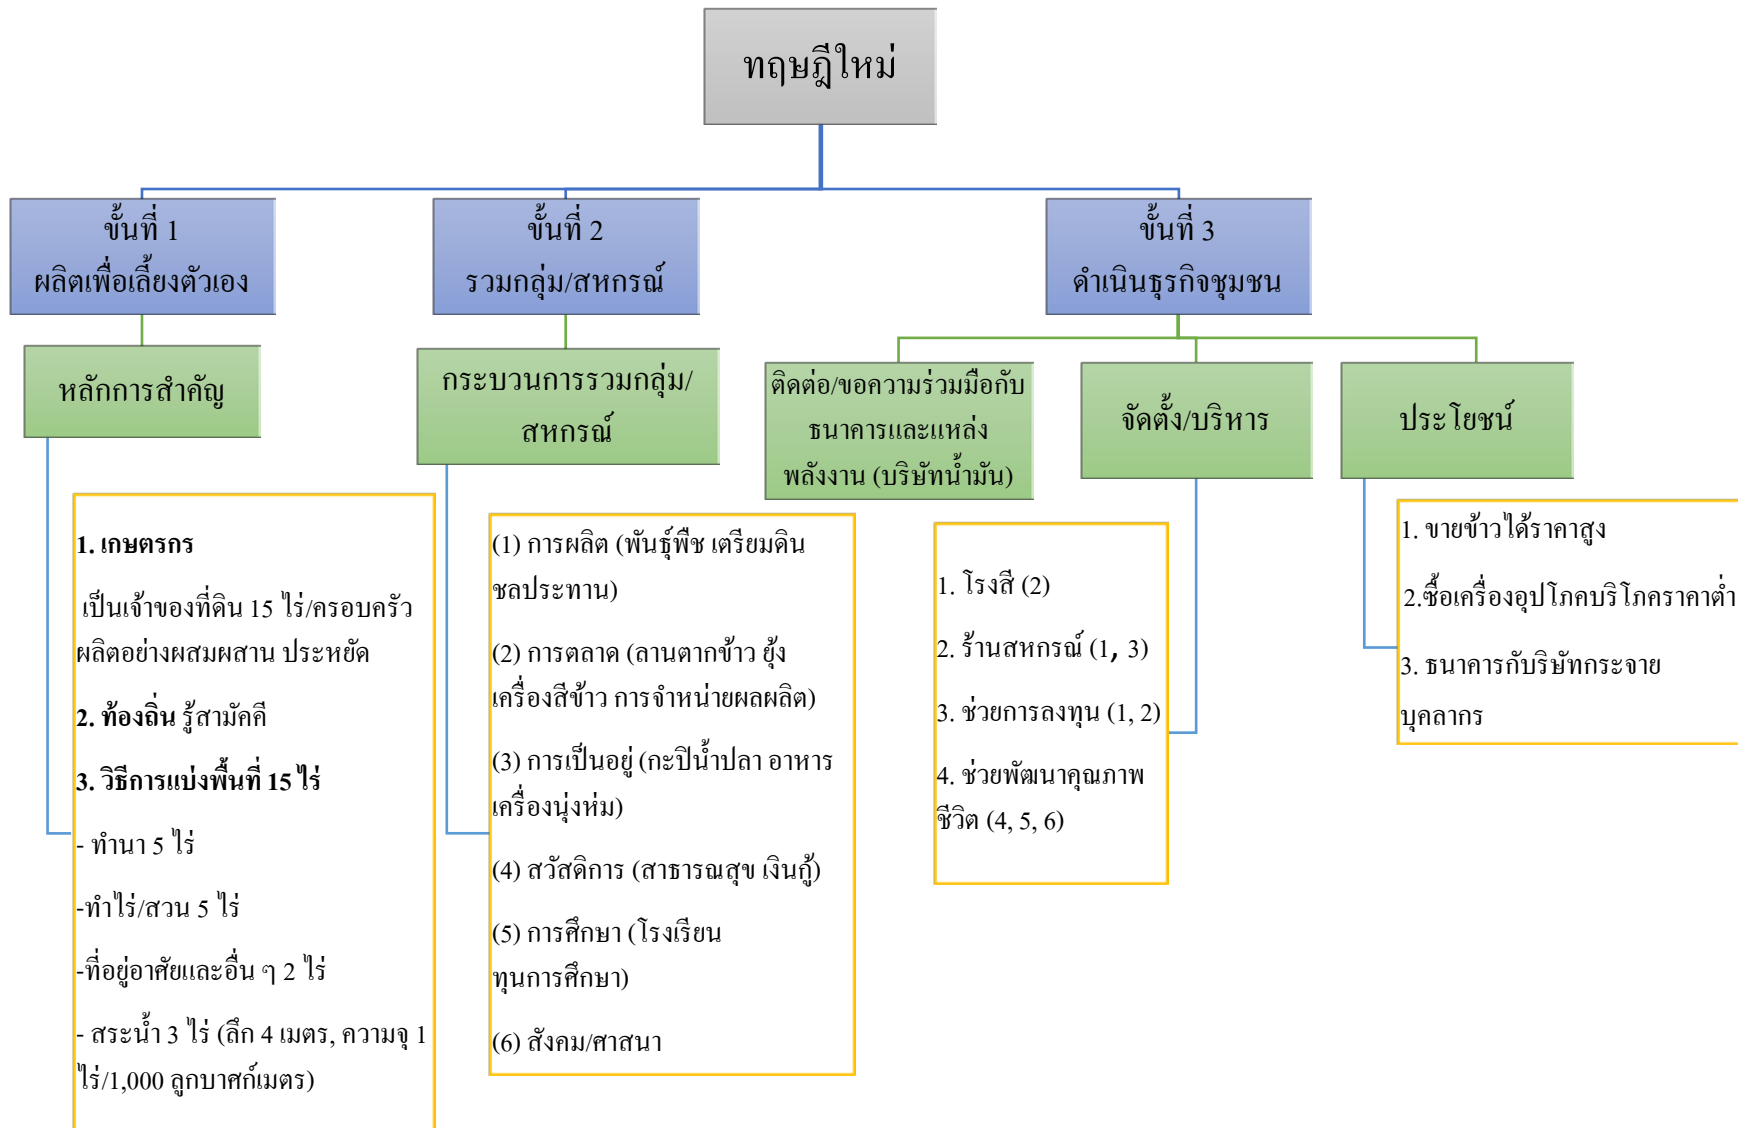 ทฤษฎีใหม่
ขั้นที่ 1
ผลิตเพื่อเลี้ยงตัวเอง
ขั้นที่ 2
รวมกลุ่ม/สหกรณ์
ขั้นที่ 3
ดำเนินธุรกิจชุมชน
หลักการสำคัญ
กระบวนการรวมกลุ่ม/
สหกรณ์
ติดต่อ/ขอความร่วมมือกับ
ธนาคารและแหล่ง
พลังงาน (บริษัทน้ำมัน)
จัดตั้ง/บริหาร
ประโยชน์
1. เกษตรกร
เป็นเจ้าของที่ดิน 15 ไร่/ครอบครัว
ผลิตอย่างผสมผสาน ประหยัด
2. ท้องถิ่น รู้สามัคคี
3. วิธีการแบ่งพื้นที่ 15 ไร่
- ทำนา 5 ไร่
-ทำไร่/สวน 5 ไร่
-ที่อยู่อาศัยและอื่น ๆ 2 ไร่
- สระน้ำ 3 ไร่ (ลึก 4 เมตร, ความจุ 1
ไร่/1,000 ลูกบาศก์เมตร)
(1) การผลิต (พันธุ์พืช เตรียมดิน
ชลประทาน)
(2) การตลาด (ลานตากข้าว ยุ้ง
เครื่องสีข้าว การจำหน่ายผลผลิต)
(3) การเป็นอยู่ (กะปิน้ำปลา อาหาร
เครื่องนุ่งห่ม)
(4) สวัสดิการ (สาธารณสุข เงินกู้)
(5) การศึกษา (โรงเรียน
ทุนการศึกษา)
(6) สังคม/ศาสนา
1. โรงสี (2)
2. ร้านสหกรณ์ (1, 3)
3. ช่วยการลงทุน (1, 2)
4. ช่วยพัฒนาคุณภาพ
ชีวิต (4, 5, 6)
1. ขายข้าวได้ราคาสูง
2.ซื้อเครื่องอุปโภคบริโภคราคาต่ำ
3. ธนาคารกับบริษัทกระจาย
บุคลากร